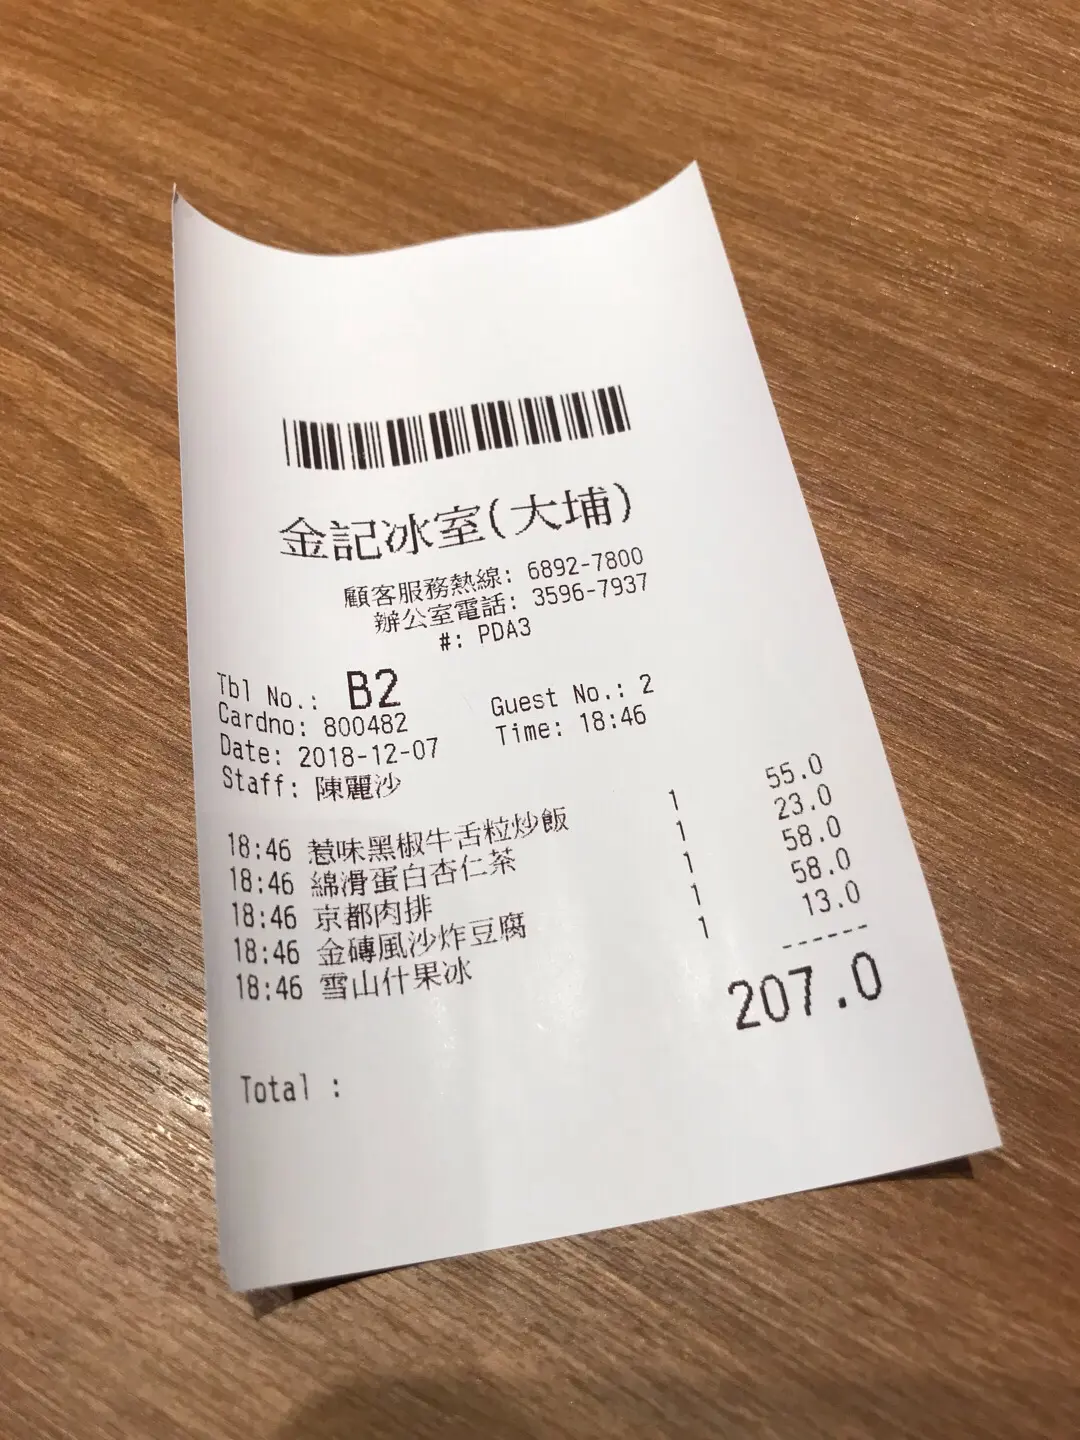 金記冰室(大埔)
顧客服務熱線: 6892-7800
辦公室電話: 3596-7937
#: PDA3
Tbl No.: B2 Guest No.: 2
Cardno: 800482 Time: 18:46
Date: 2018-12-07
Staff: 陳麗沙
18:46 惹味黑椒牛舌粒炒飯 1 55.0
18:46 綿滑蛋白杏仁茶 1 23.0
18:46 京都肉排 1 58.0
18:46 金磚風沙炸豆腐 1 58.0
18:46 雪山什果冰 1 13.0
------
Total : 207.0